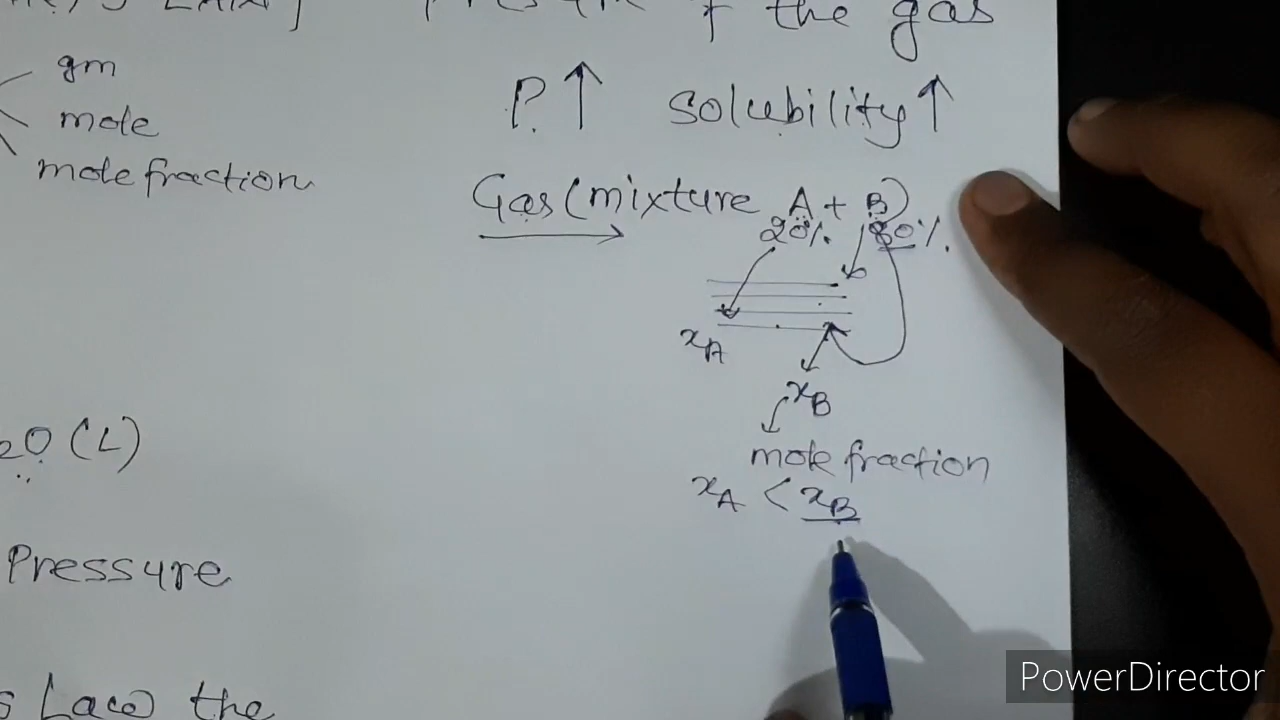 the gas
gm
mole
mole fraction
P. ↑ Solubility ↑
Gas (mixture A + B)
20% 80%.
xA
xB
mole fraction
xA < xB
2O (L)
Pressure
s Law the
PowerDirector